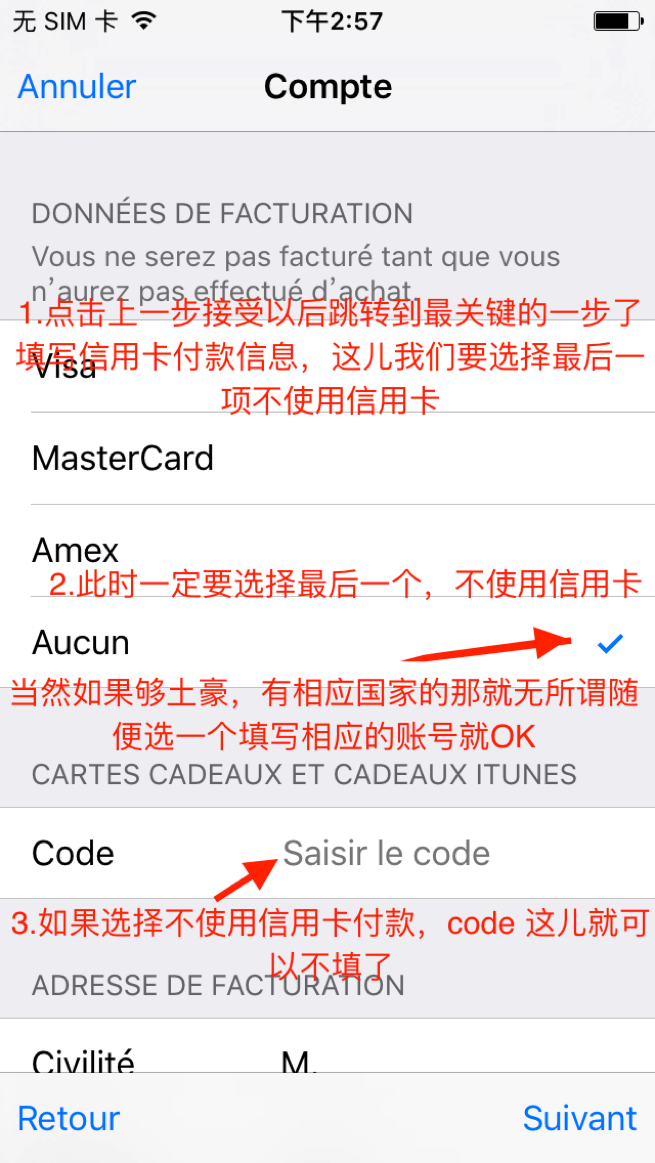 无 SIM 卡 下午2:57
Annuler Compte
DONNÉES DE FACTURATION
Vous ne serez pas facturé tant que vous
n’aurez pas effectué d’achat.
1.点击上一步接受以后跳转到最关键的一步了
填写信用卡付款信息，这儿我们要选择最后一
项不使用信用卡
Visa
MasterCard
Amex
2.此时一定要选择最后一个，不使用信用卡
Aucun
当然如果够土豪，有相应国家的那就无所谓随
便选一个填写相应的账号就OK
CARTES CADEAUX ET CADEAUX ITUNES
Code Saisir le code
3.如果选择不使用信用卡付款，code 这儿就可
以不填了
ADRESSE DE FACTURATION
Civilité M.
Retour Suivant